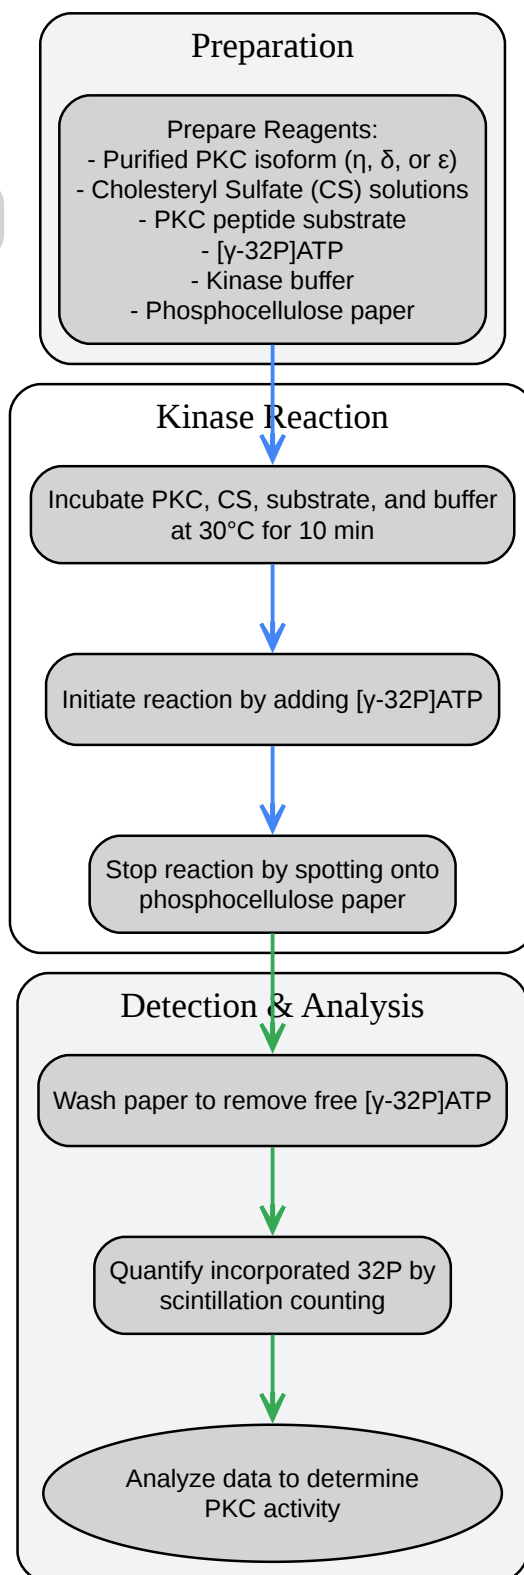 Preparation
Prepare Reagents:
- Purified PKC isoform (η, δ, or ε)
- Cholesteryl Sulfate (CS) solutions
- PKC peptide substrate
- [γ-32P]ATP
- Kinase buffer
- Phosphocellulose paper
Kinase Reaction
Incubate PKC, CS, substrate, and buffer
at 30°C for 10 min
Initiate reaction by adding [γ-32P]ATP
Stop reaction by spotting onto
phosphocellulose paper
Detection & Analysis
Wash paper to remove free [γ-32P]ATP
Quantify incorporated 32P by
scintillation counting
Analyze data to determine
PKC activity